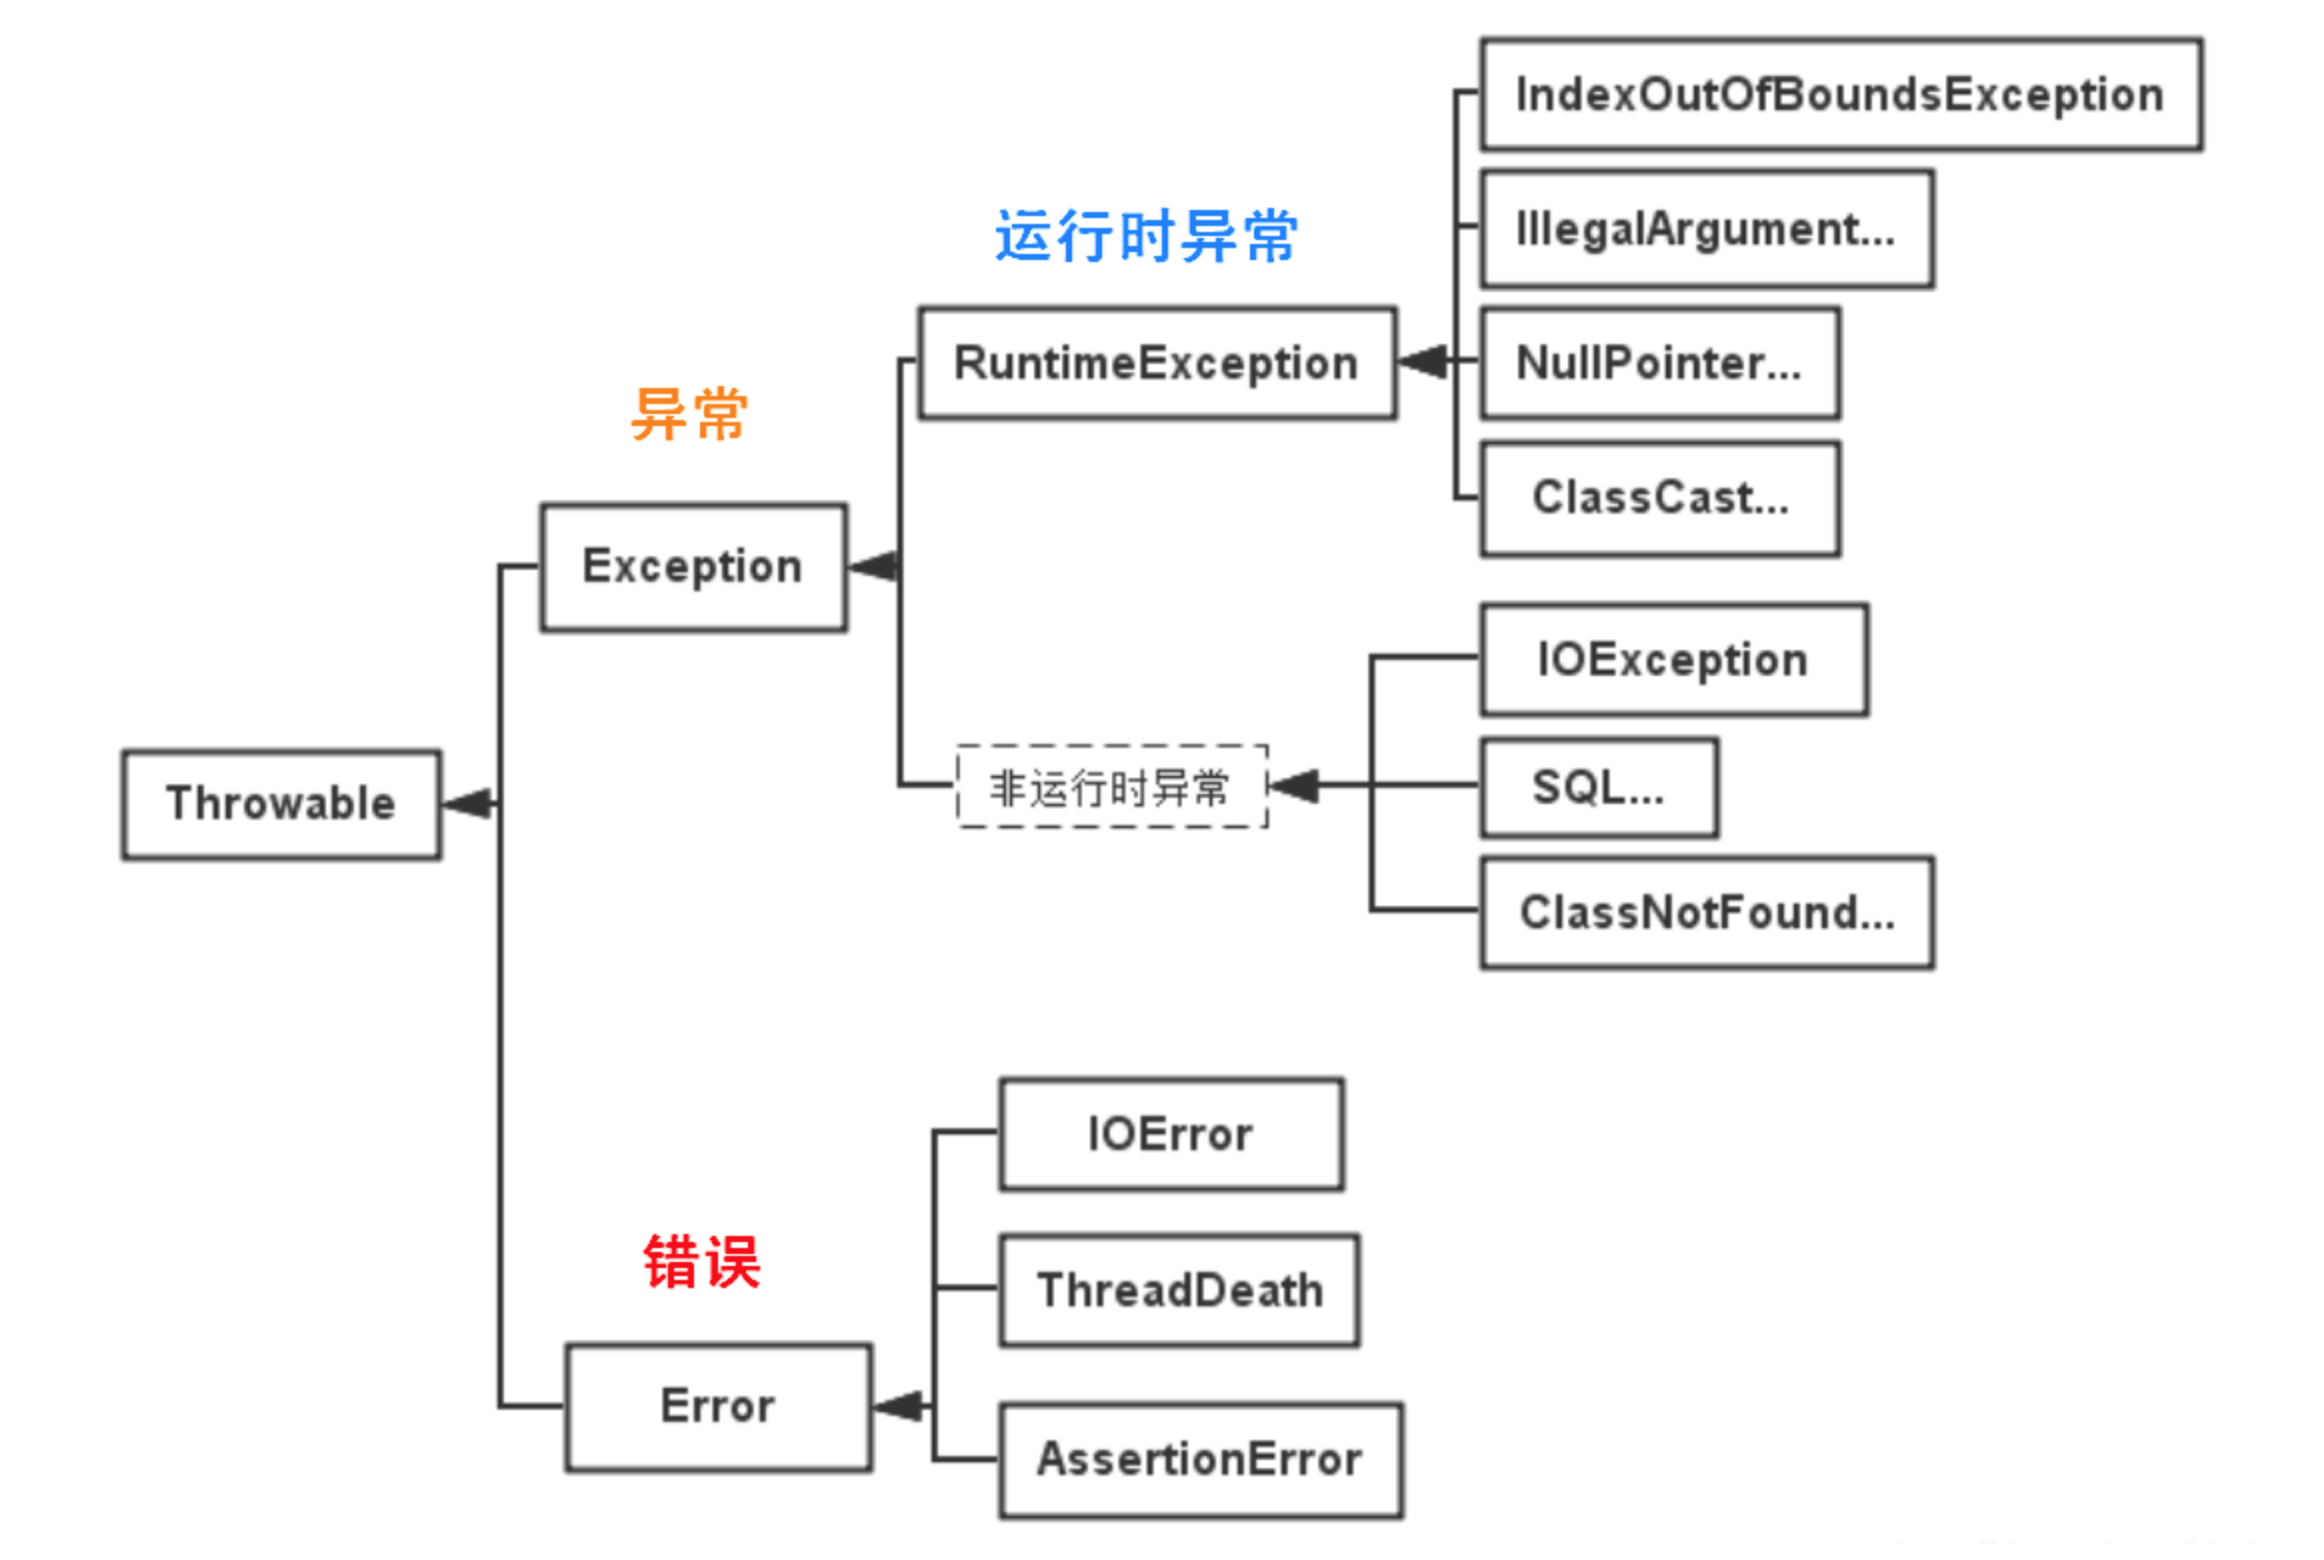 IndexOutOfBoundsException
IllegalArgument...
运行时异常
RuntimeException
NullPointer...
异常
ClassCast...
Exception
IOException
Throwable
非运行时异常
SQL...
ClassNotFound...
IOError
错误
ThreadDeath
Error
AssertionError